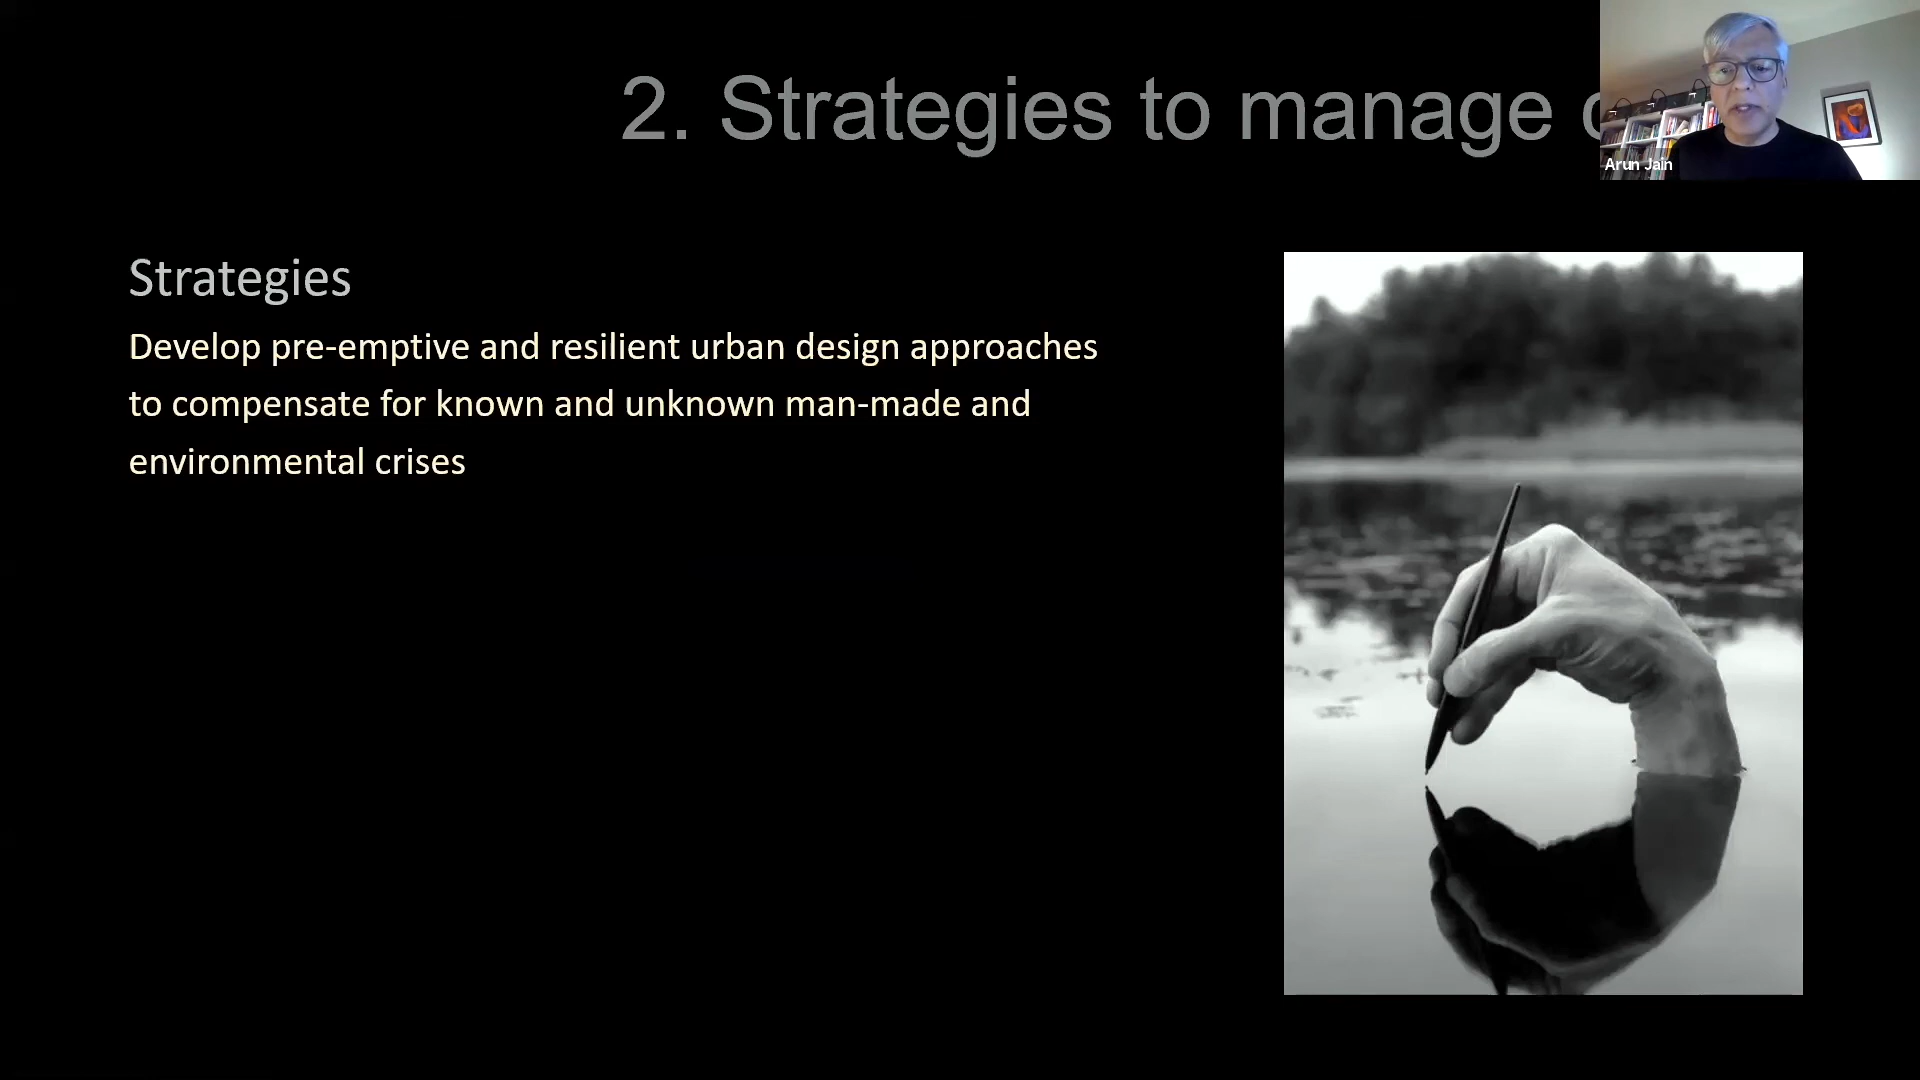 2. Strategies to manage
Arun Jain
Strategies
Develop pre-emptive and resilient urban design approaches
to compensate for known and unknown man-made and
environmental crises